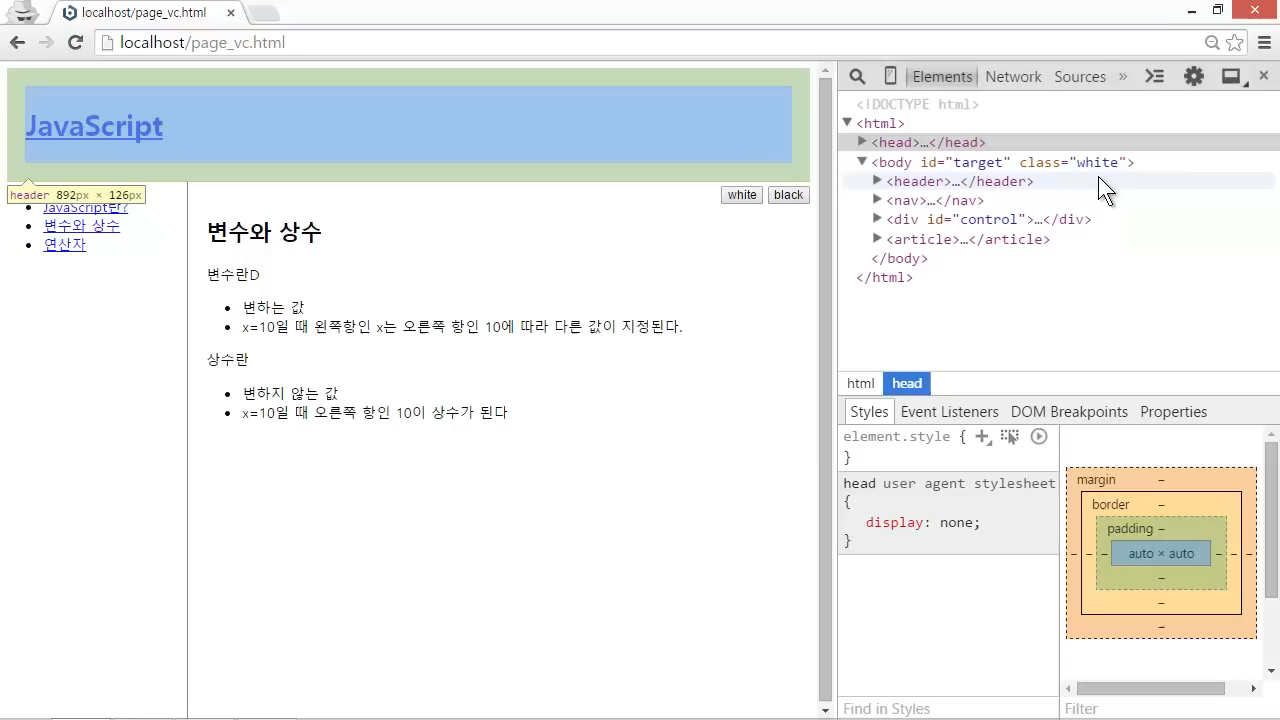 localhost/page_vc.html
localhost/page_vc.html
JavaScript
header 892px × 126px
white
black
JavaScript란?
변수와 상수
연산자
변수와 상수
변수란D
변하는 값
x=10일 때 왼쪽항인 x는 오른쪽 항인 10에 따라 다른 값이 지정된다.
상수란
변하지 않는 값
x=10일 때 오른쪽 항인 10이 상수가 된다
Elements Network Sources »
<!DOCTYPE html>
<html>
<head>…</head>
<body id="target" class="white">
<header>…</header>
<nav>…</nav>
<div id="control">…</div>
<article>…</article>
</body>
</html>
html head
Styles Event Listeners DOM Breakpoints Properties
element.style {
}
head user agent stylesheet
{
display: none;
}
Find in Styles
margin –
border –
padding –
– – – auto × auto – – –
–
–
–
Filter